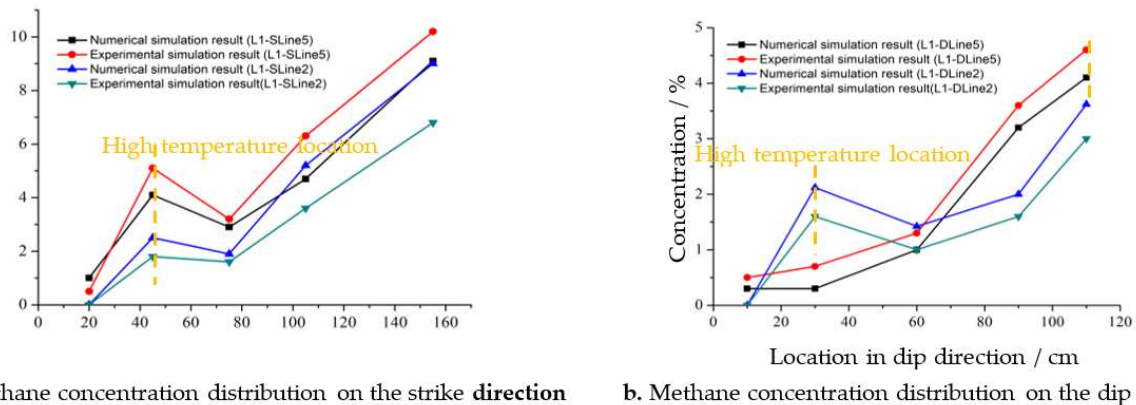 10
8
6
4
2
0
Numerical simulation result (L1-SLine5)
Experimental simulation result (L1-SLine5)
Numerical simulation result (L1-SLine2)
Experimental simulation result(L1-SLine2)
High temperature location
0 20 40 60 80 100 120 140 160
hane concentration distribution on the strike direction
Concentration / %
5
4
3
2
1
0
Numerical simulation result (L1-DLine5)
Experimental simulation result (L1-DLine5)
Numerical simulation result (L1-DLine2)
Experimental simulation result(L1-DLine2)
High temperature location
0 20 40 60 80 100 120
Location in dip direction / cm
b. Methane concentration distribution on the dip